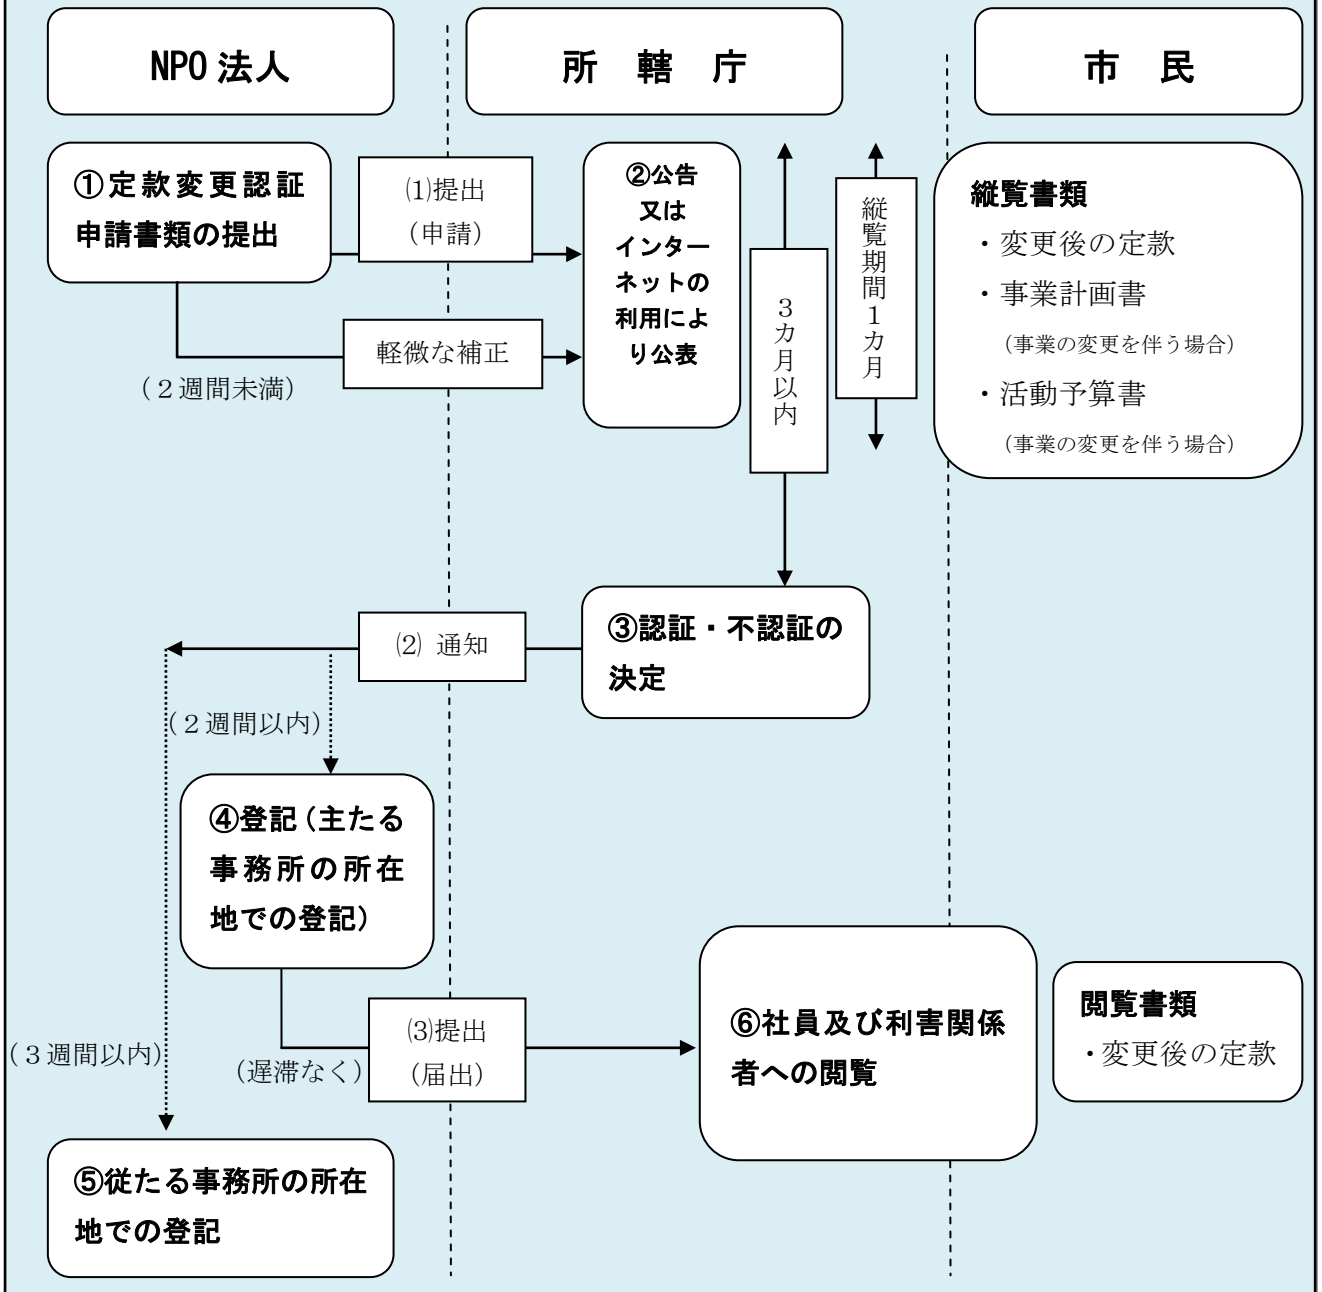 NPO法人
所　轄　庁
市　民
①定款変更認証
申請書類の提出
⑴提出
（申請）
軽微な補正
（２週間未満）
②公告
又は
インター
ネットの
利用によ
り公表
３カ月以内
縦覧期間１カ月
縦覧書類
・変更後の定款
・事業計画書
（事業の変更を伴う場合）
・活動予算書
（事業の変更を伴う場合）
③認証・不認証の
決定
⑵ 通知
（２週間以内）
④登記（主たる
事務所の所在
地での登記）
（３週間以内）
（遅滞なく）
⑶提出
（届出）
⑥社員及び利害関係
者への閲覧
閲覧書類
・変更後の定款
⑤従たる事務所の所在
地での登記